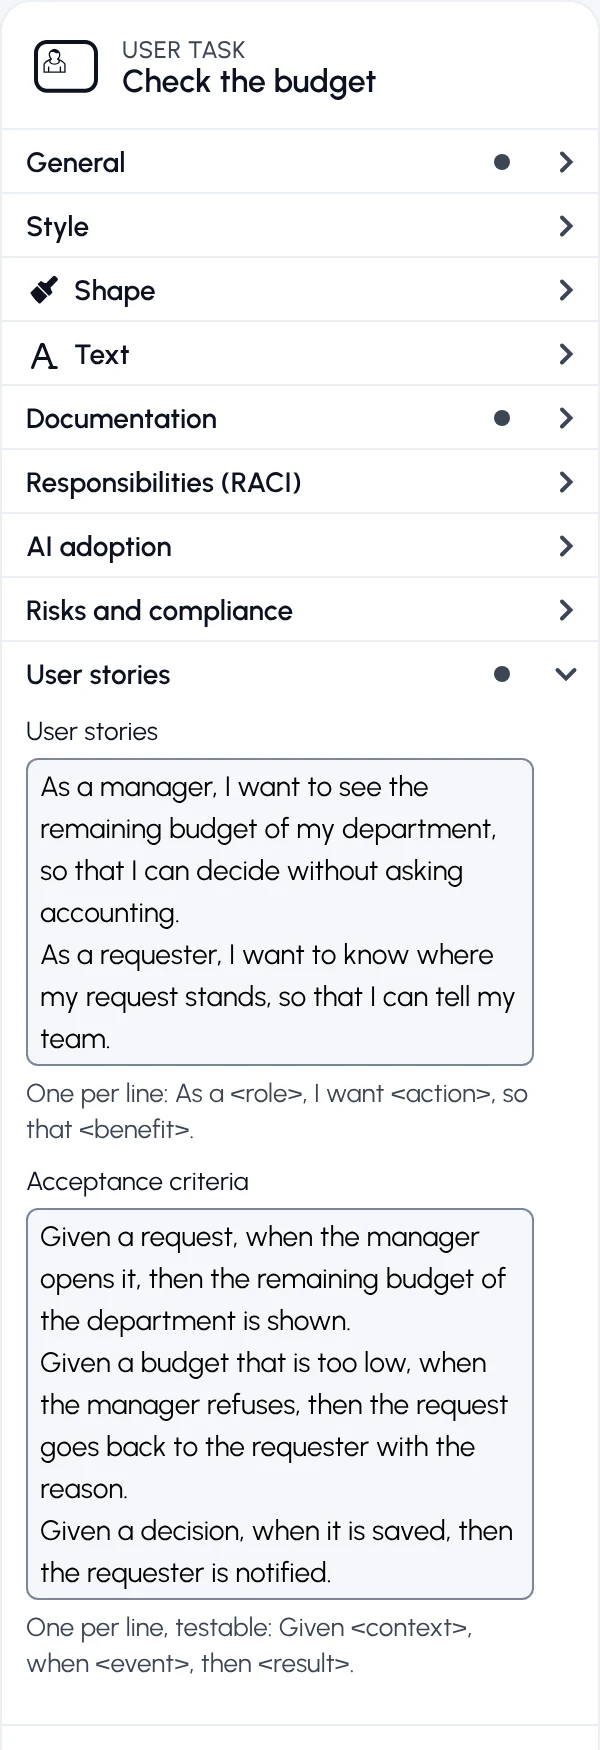 USER TASK
Check the budget
General
Style
Shape
Text
Documentation
Responsibilities (RACI)
AI adoption
Risks and compliance
User stories
User stories
As a manager, I want to see the
remaining budget of my department,
so that I can decide without asking
accounting.
As a requester, I want to know where
my request stands, so that I can tell my
team.
One per line: As a <role>, I want <action>, so
that <benefit>.
Acceptance criteria
Given a request, when the manager
opens it, then the remaining budget of
the department is shown.
Given a budget that is too low, when
the manager refuses, then the request
goes back to the requester with the
reason.
Given a decision, when it is saved, then
the requester is notified.
One per line, testable: Given <context>,
when <event>, then <result>.